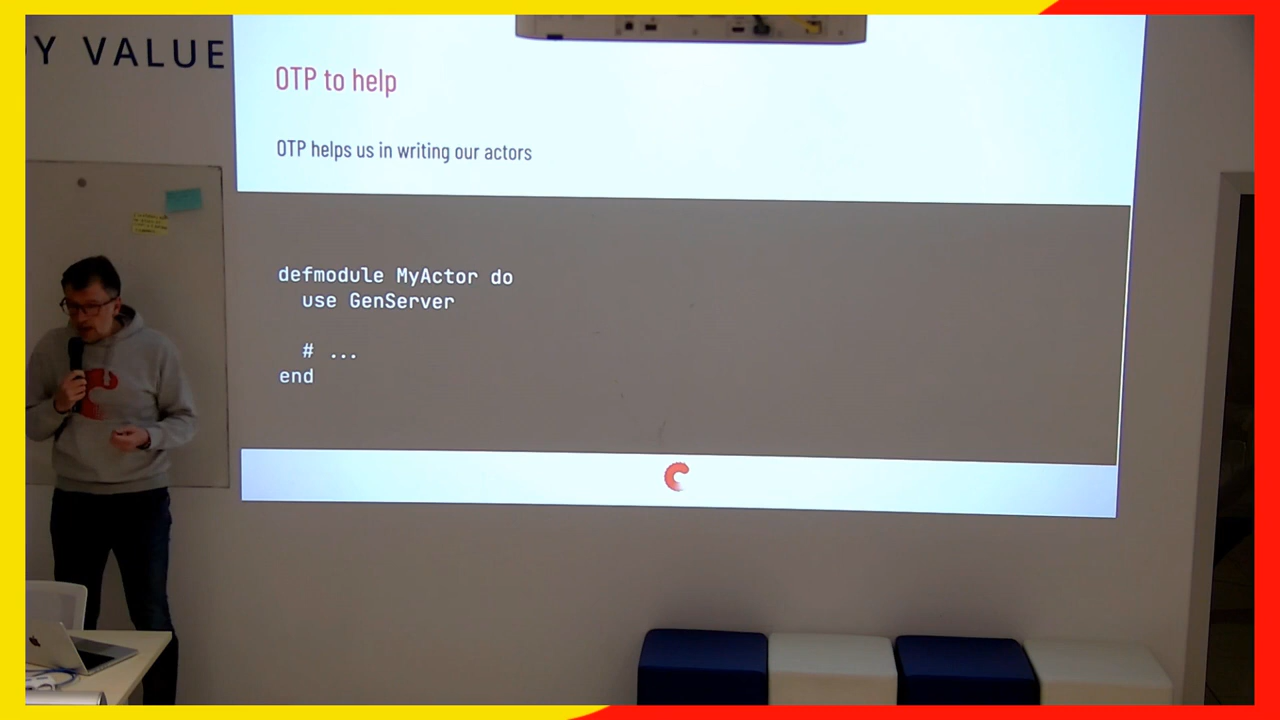 Y VALUE
OTP to help
OTP helps us in writing our actors
defmodule MyActor do
  use GenServer
  # ...
end